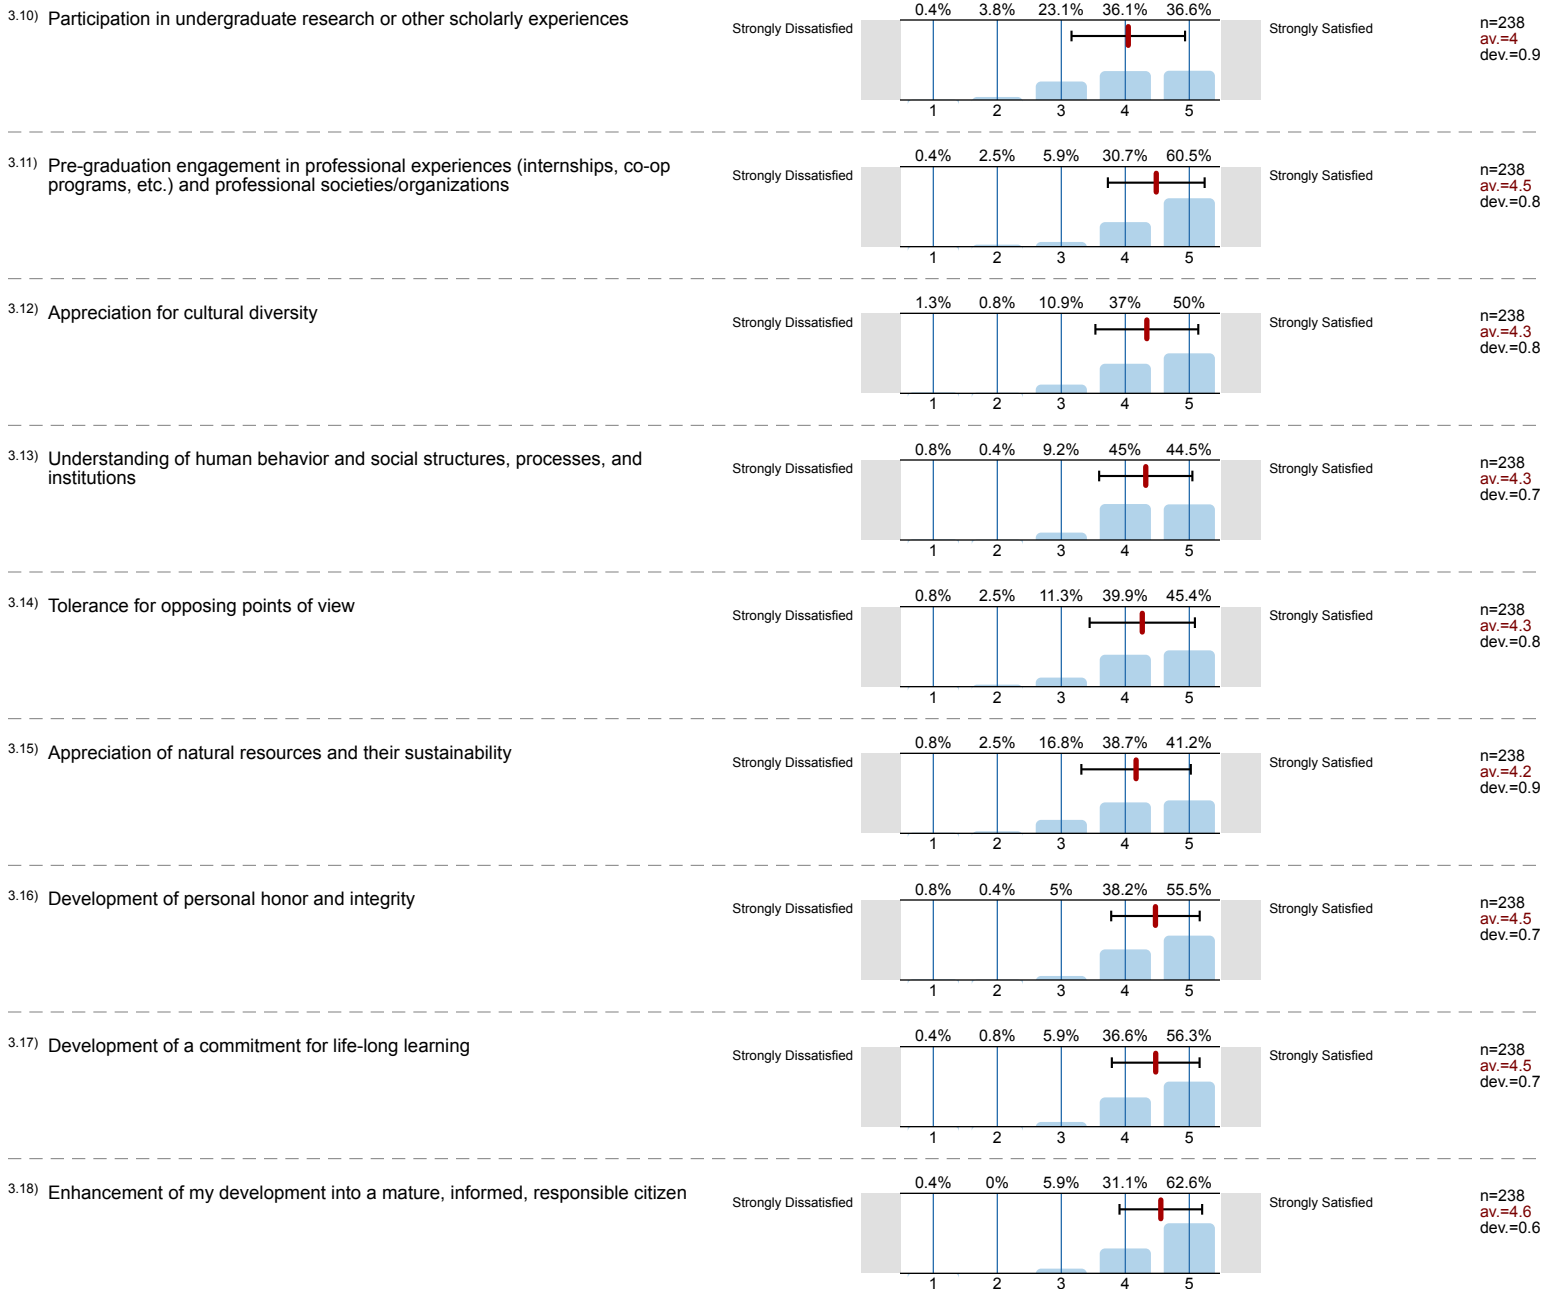 3.10) Participation in undergraduate research or other scholarly experiences
Strongly Dissatisfied
0.4% 3.8% 23.1% 36.1% 36.6%
1 2 3 4 5
Strongly Satisfied
n=238
av.=4
dev.=0.9
3.11) Pre-graduation engagement in professional experiences (internships, co-op
programs, etc.) and professional societies/organizations
Strongly Dissatisfied
0.4% 2.5% 5.9% 30.7% 60.5%
1 2 3 4 5
Strongly Satisfied
n=238
av.=4.5
dev.=0.8
3.12) Appreciation for cultural diversity
Strongly Dissatisfied
1.3% 0.8% 10.9% 37% 50%
1 2 3 4 5
Strongly Satisfied
n=238
av.=4.3
dev.=0.8
3.13) Understanding of human behavior and social structures, processes, and
institutions
Strongly Dissatisfied
0.8% 0.4% 9.2% 45% 44.5%
1 2 3 4 5
Strongly Satisfied
n=238
av.=4.3
dev.=0.7
3.14) Tolerance for opposing points of view
Strongly Dissatisfied
0.8% 2.5% 11.3% 39.9% 45.4%
1 2 3 4 5
Strongly Satisfied
n=238
av.=4.3
dev.=0.8
3.15) Appreciation of natural resources and their sustainability
Strongly Dissatisfied
0.8% 2.5% 16.8% 38.7% 41.2%
1 2 3 4 5
Strongly Satisfied
n=238
av.=4.2
dev.=0.9
3.16) Development of personal honor and integrity
Strongly Dissatisfied
0.8% 0.4% 5% 38.2% 55.5%
1 2 3 4 5
Strongly Satisfied
n=238
av.=4.5
dev.=0.7
3.17) Development of a commitment for life-long learning
Strongly Dissatisfied
0.4% 0.8% 5.9% 36.6% 56.3%
1 2 3 4 5
Strongly Satisfied
n=238
av.=4.5
dev.=0.7
3.18) Enhancement of my development into a mature, informed, responsible citizen
Strongly Dissatisfied
0.4% 0% 5.9% 31.1% 62.6%
1 2 3 4 5
Strongly Satisfied
n=238
av.=4.6
dev.=0.6